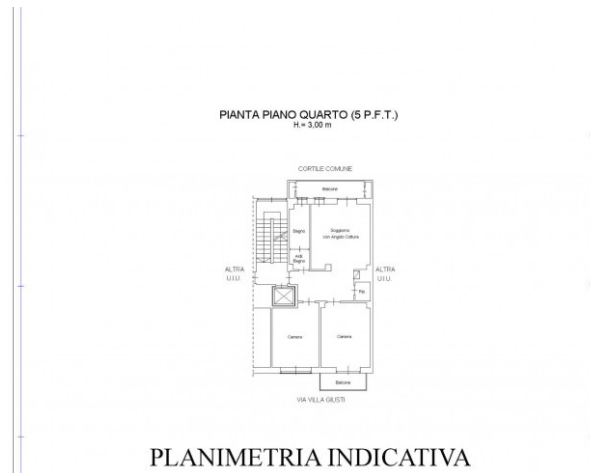 PIANTA PIANO QUARTO (5 P.F.T.)
H.= 3,00 m
CORTILE COMUNE
Balcone
Bagno
Soggiorno
con Angolo Cottura
Anti
Bagno
ALTRA
U.I.U.
ALTRA
U.I.U.
Rip.
Camera
Camera
Balcone
VIA VILLA GIUSTI
PLANIMETRIA INDICATIVA